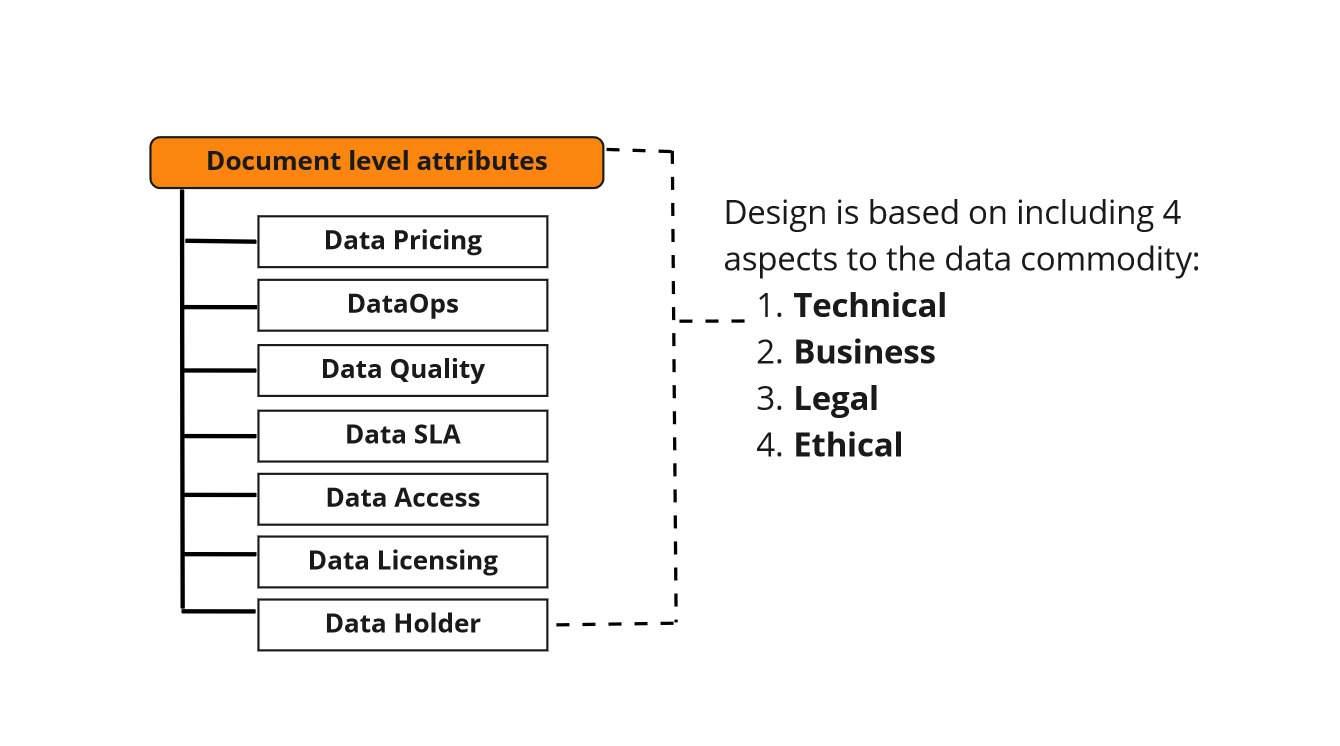 Document level attributes
Data Pricing
DataOps
Data Quality
Data SLA
Data Access
Data Licensing
Data Holder
Design is based on including 4
aspects to the data commodity:
1. Technical
2. Business
3. Legal
4. Ethical